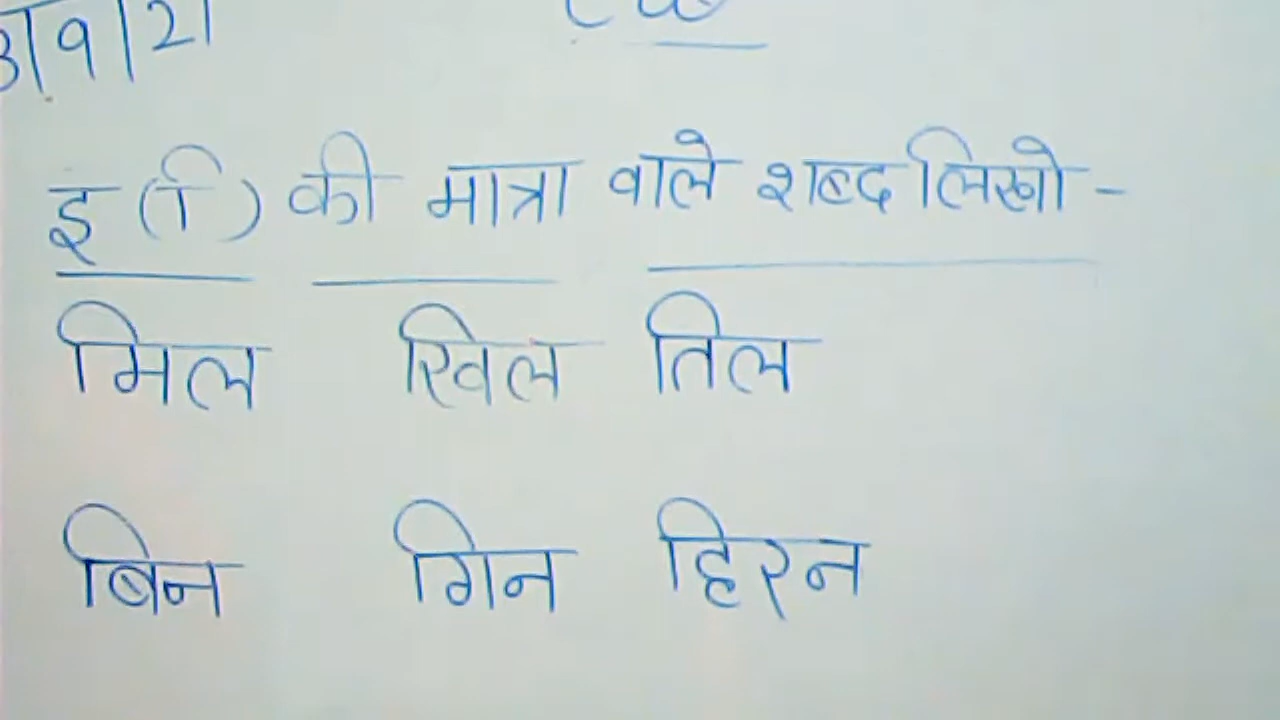 3/9/21
इ (ि) की मात्रा वाले शब्द लिखो -
मिल खिल तिल
बिन गिन हिरन